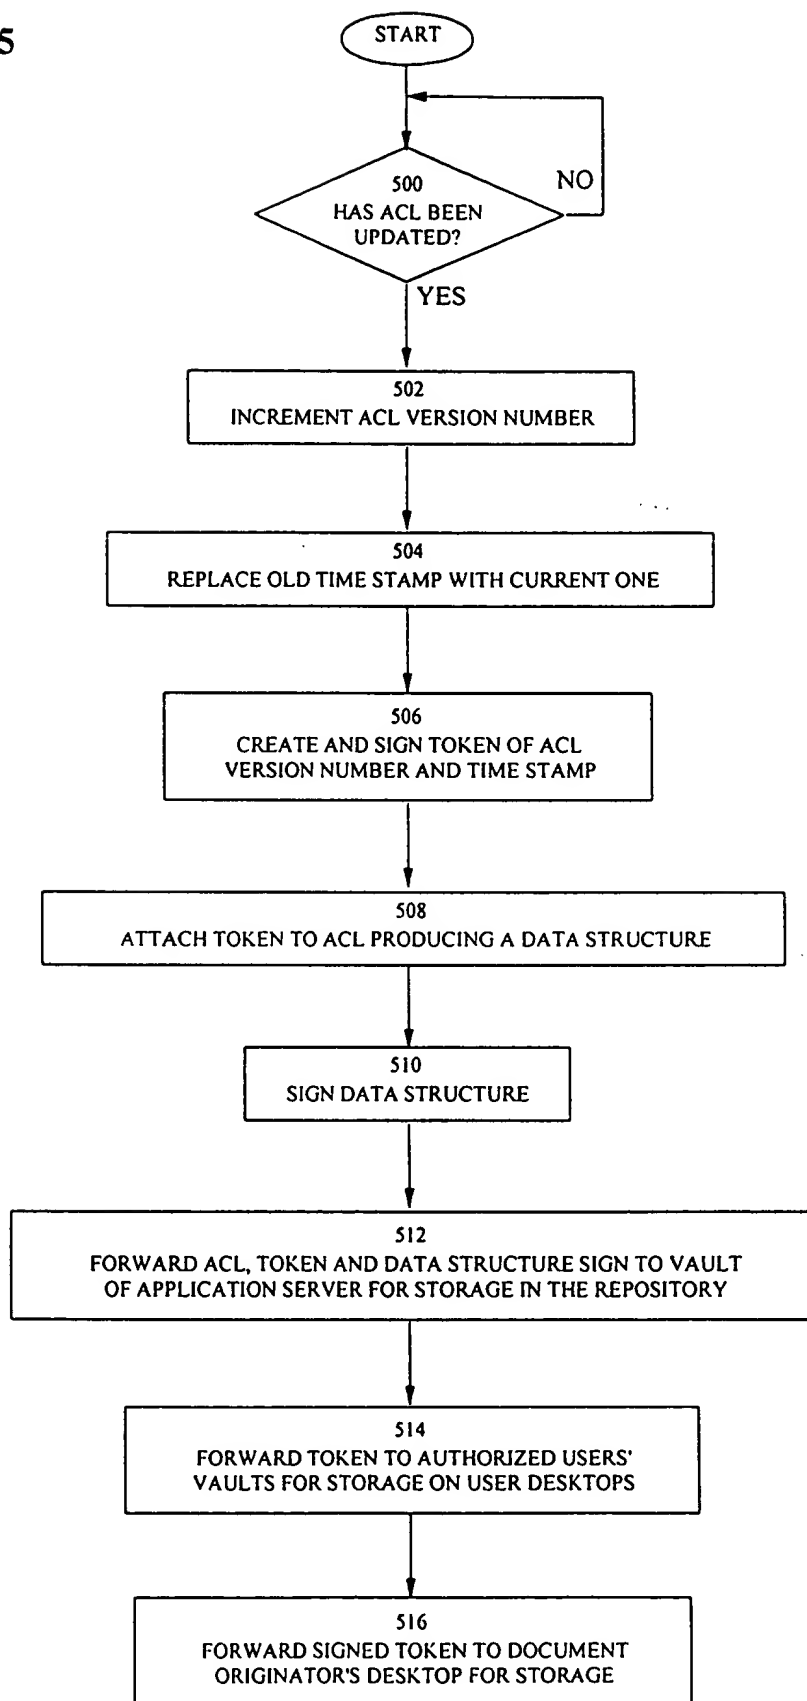 5
START
500
HAS ACL BEEN
UPDATED?
NO
YES
502
INCREMENT ACL VERSION NUMBER
504
REPLACE OLD TIME STAMP WITH CURRENT ONE
506
CREATE AND SIGN TOKEN OF ACL
VERSION NUMBER AND TIME STAMP
508
ATTACH TOKEN TO ACL PRODUCING A DATA STRUCTURE
510
SIGN DATA STRUCTURE
512
FORWARD ACL, TOKEN AND DATA STRUCTURE SIGN TO VAULT
OF APPLICATION SERVER FOR STORAGE IN THE REPOSITORY
514
FORWARD TOKEN TO AUTHORIZED USERS'
VAULTS FOR STORAGE ON USER DESKTOPS
516
FORWARD SIGNED TOKEN TO DOCUMENT
ORIGINATOR'S DESKTOP FOR STORAGE